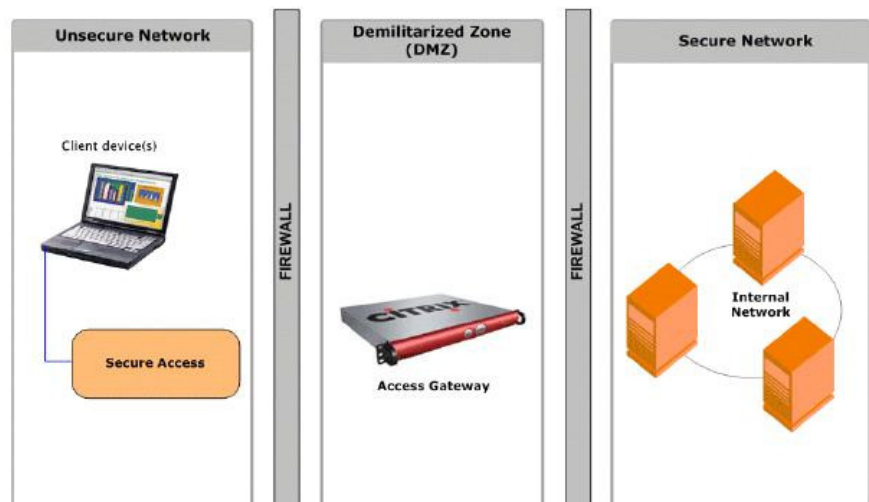 Unsecure Network
Client device(s)
Secure Access
FIREWALL
Demilitarized Zone
(DMZ)
CITRIX
Access Gateway
FIREWALL
Secure Network
Internal
Network